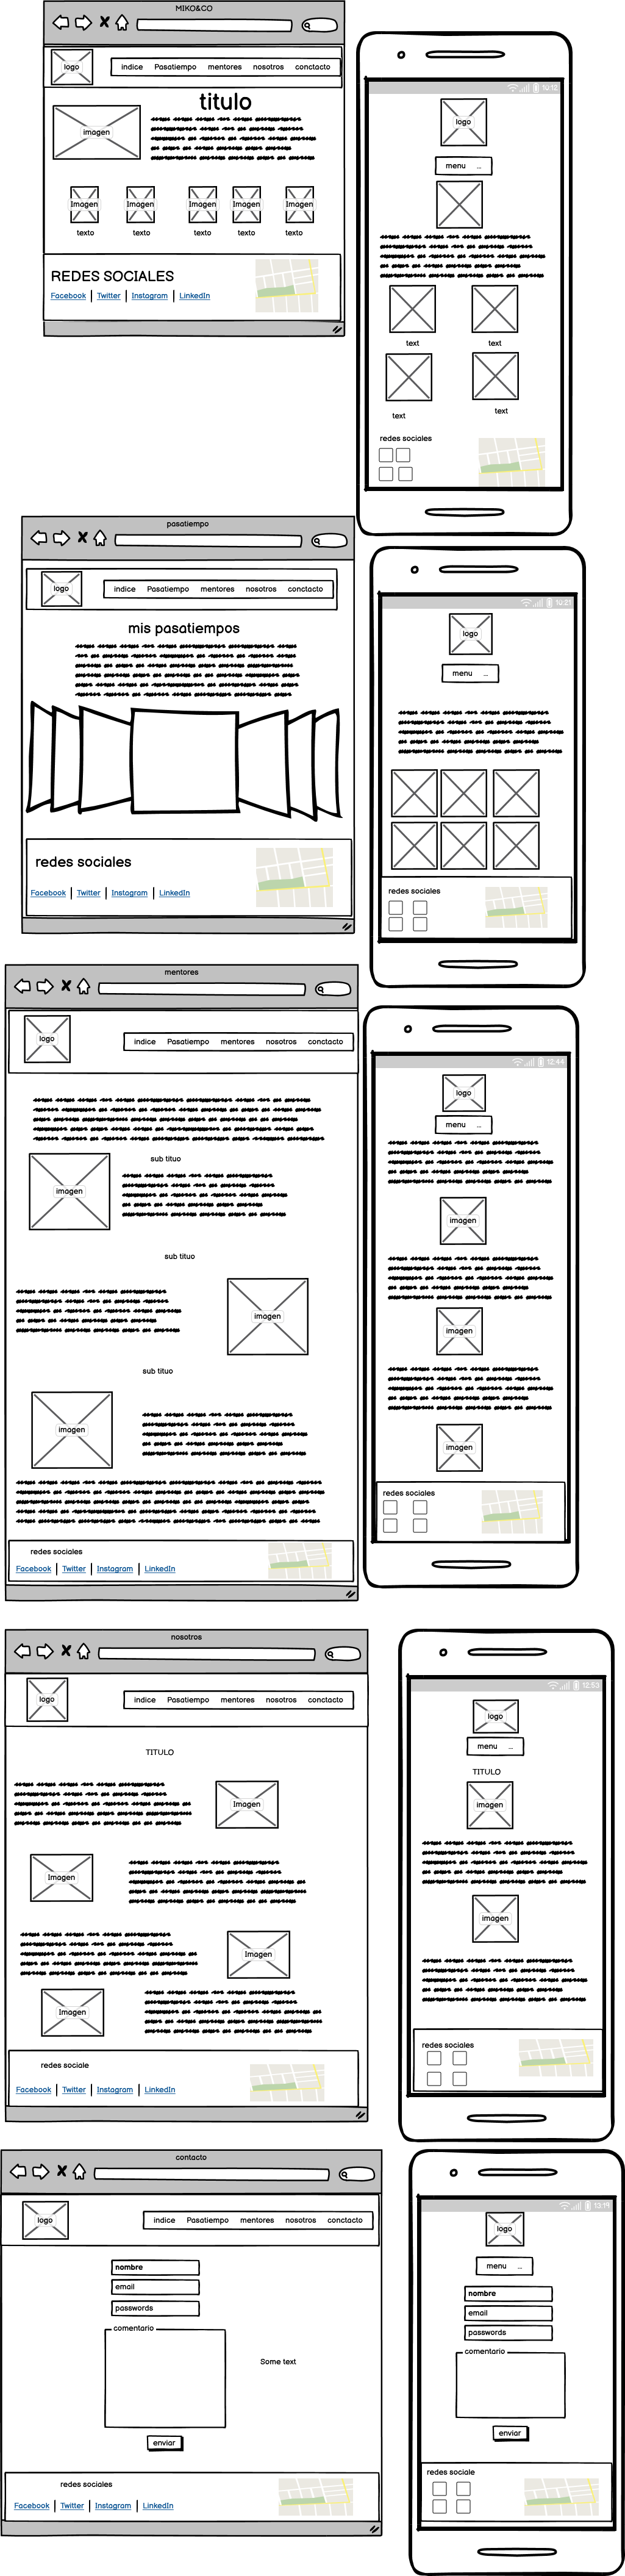 MIKO&CO
logo
indice Pasatiempo mentores nosotros conctacto
titulo
imagen
Imagen Imagen Imagen Imagen Imagen
texto texto texto texto texto
REDES SOCIALES
Facebook Twitter Instagram LinkedIn
10:12
logo
menu ...
text text
text text
redes sociales
pasatiempo
logo
indice Pasatiempo mentores nosotros conctacto
mis pasatiempos
redes sociales
Facebook Twitter Instagram LinkedIn
10:21
logo
menu ...
redes sociales
mentores
logo
indice Pasatiempo mentores nosotros conctacto
sub tituo
imagen
sub tituo
imagen
sub tituo
imagen
redes sociales
Facebook Twitter Instagram LinkedIn
12:44
logo
menu ...
imagen
imagen
imagen
redes sociales
nosotros
logo
indice Pasatiempo mentores nosotros conctacto
TITULO
Imagen
Imagen
Imagen
Imagen
redes sociale
Facebook Twitter Instagram LinkedIn
12:53
logo
menu ...
TITULO
imagen
imagen
redes sociales
contacto
logo
indice Pasatiempo mentores nosotros conctacto
nombre
email
passwords
comentario
Some text
enviar
redes sociales
Facebook Twitter Instagram LinkedIn
13:19
logo
menu ...
nombre
email
passwords
comentario
enviar
redes sociale